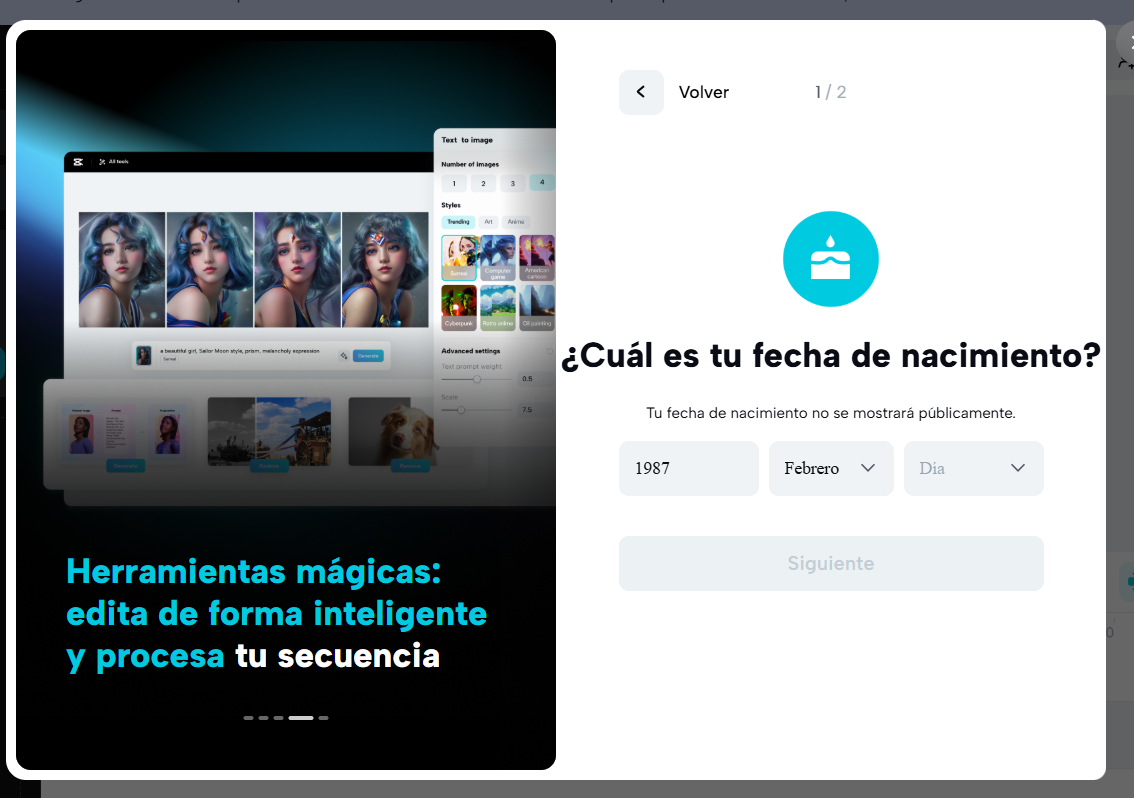 All tools
Text to image
Number of images
1 2 3 4
Styles
Trending Art Anime
Surreal
Computer game
American cartoon
Cyberpunk
Retro anime
Oil painting
a beautiful girl, Sailor Moon style, prism, melancholy expression
Surreal
Generate
Advanced settings
Text prompt weight
0.5
Scale
7.5
Herramientas mágicas:
edita de forma inteligente
y procesa tu secuencia
Volver
1 / 2
¿Cuál es tu fecha de nacimiento?
Tu fecha de nacimiento no se mostrará públicamente.
1987
Febrero
Día
Siguiente